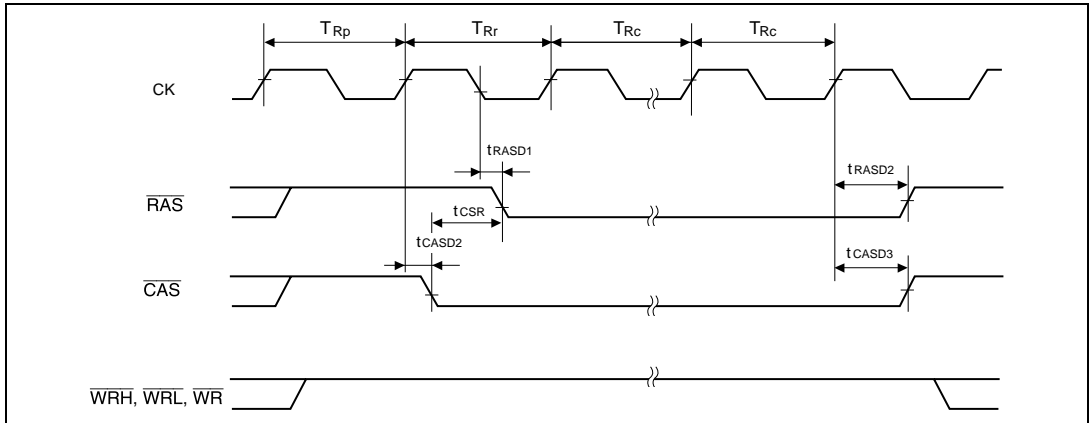 TRp TRr TRc TRc
CK
tRASD1
tRASD2
RAS
tCSR
tCASD2
tCASD3
CAS
WRH, WRL, WR